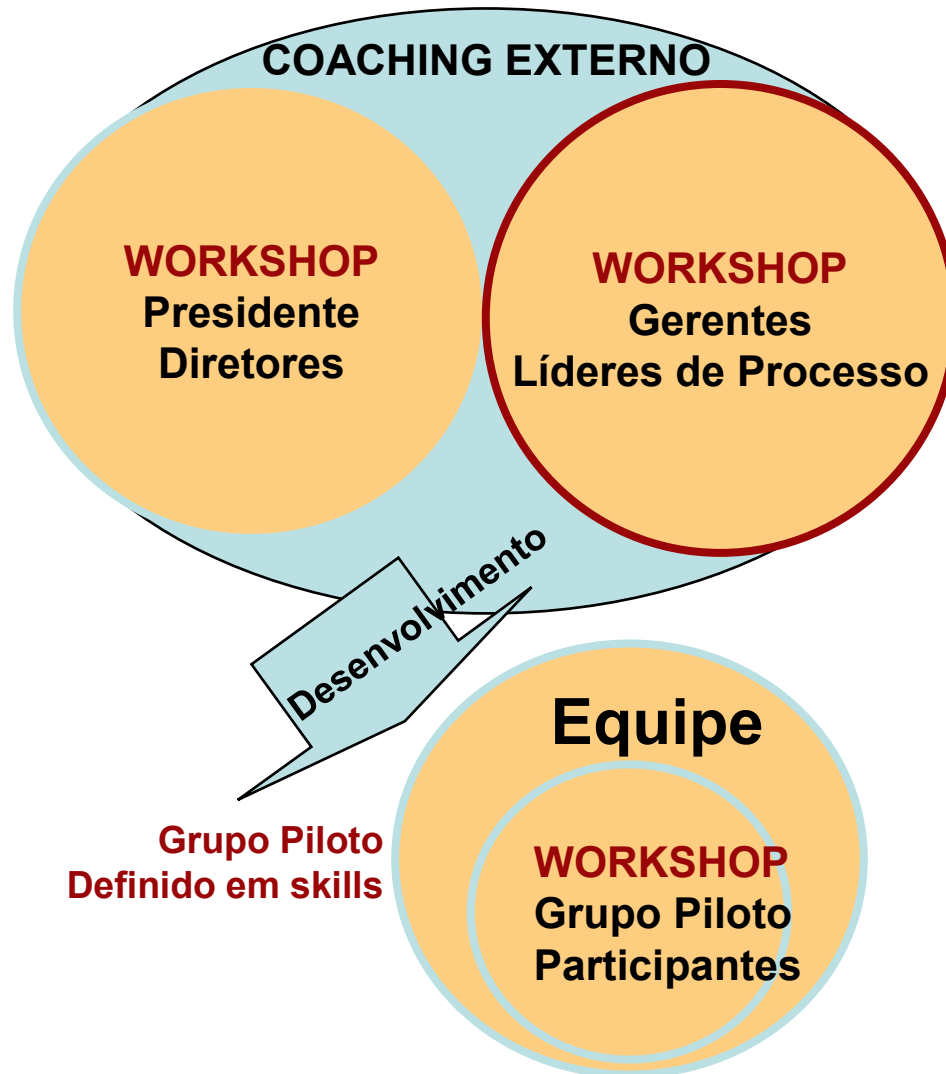 COACHING EXTERNO
WORKSHOP
Presidente
Diretores
WORKSHOP
Gerentes
Líderes de Processo
Desenvolvimento
Grupo Piloto
Definido em skills
Equipe
WORKSHOP
Grupo Piloto
Participantes